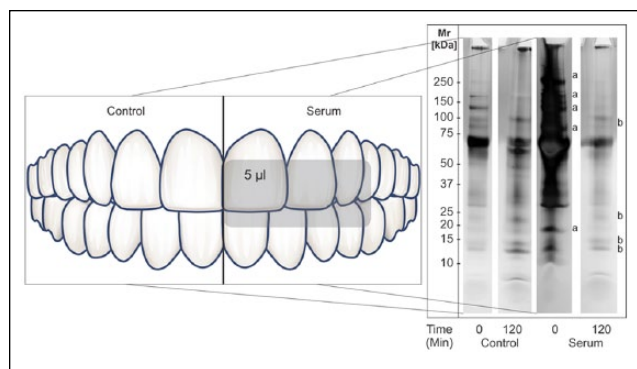 Control
Serum
5 µl
Mr
[kDa]
250
150
100
75
50
37
25
20
15
10
a
a
a
a
a
b
b
b
b
Time
(Min)
0 120 0 120
Control Serum